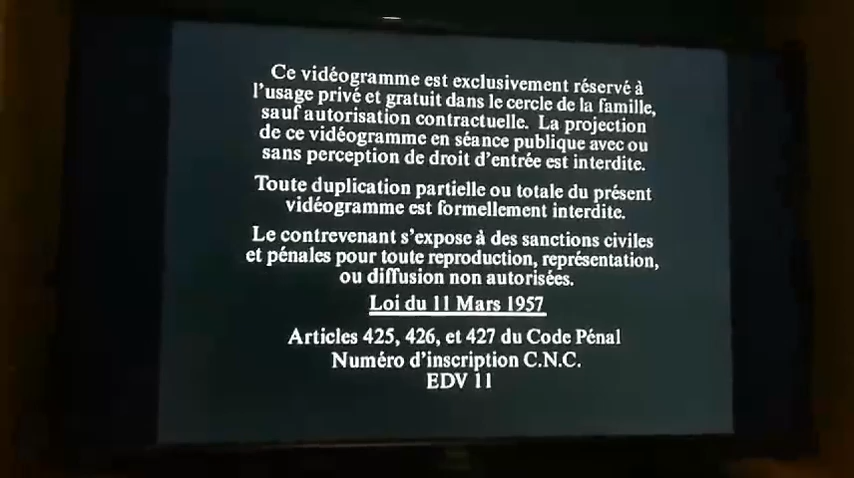 Ce vidéogramme est exclusivement réservé à
l'usage privé et gratuit dans le cercle de la famille,
sauf autorisation contractuelle. La projection
de ce vidéogramme en séance publique avec ou
sans perception de droit d'entrée est interdite.
Toute duplication partielle ou totale du présent
vidéogramme est formellement interdite.
Le contrevenant s'expose à des sanctions civiles
et pénales pour toute reproduction, représentation,
ou diffusion non autorisées.
Loi du 11 Mars 1957
Articles 425, 426, et 427 du Code Pénal
Numéro d'inscription C.N.C.
EDV 11